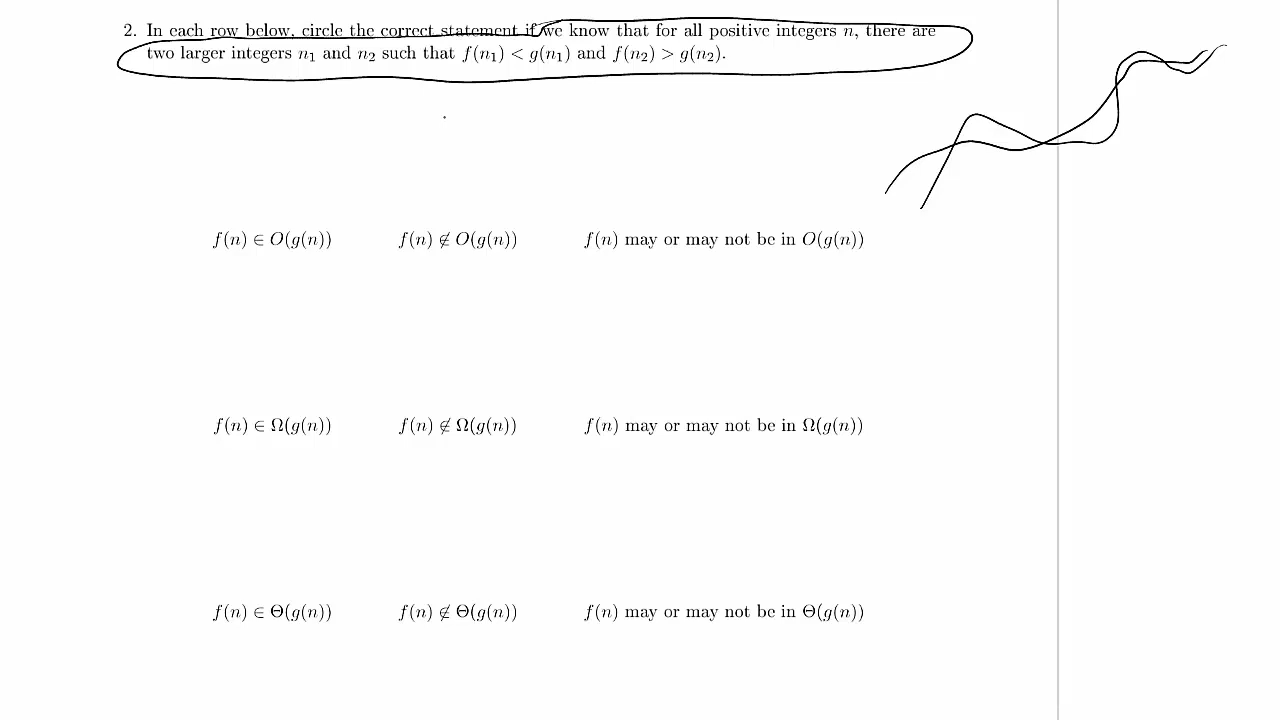 2. In each row below, circle the correct statement if we know that for all positive integers n, there are
two larger integers n₁ and n₂ such that f(n₁) < g(n₁) and f(n₂) > g(n₂).
f(n) ∈ O(g(n)) f(n) ∉ O(g(n)) f(n) may or may not be in O(g(n))
f(n) ∈ Ω(g(n)) f(n) ∉ Ω(g(n)) f(n) may or may not be in Ω(g(n))
f(n) ∈ Θ(g(n)) f(n) ∉ Θ(g(n)) f(n) may or may not be in Θ(g(n))